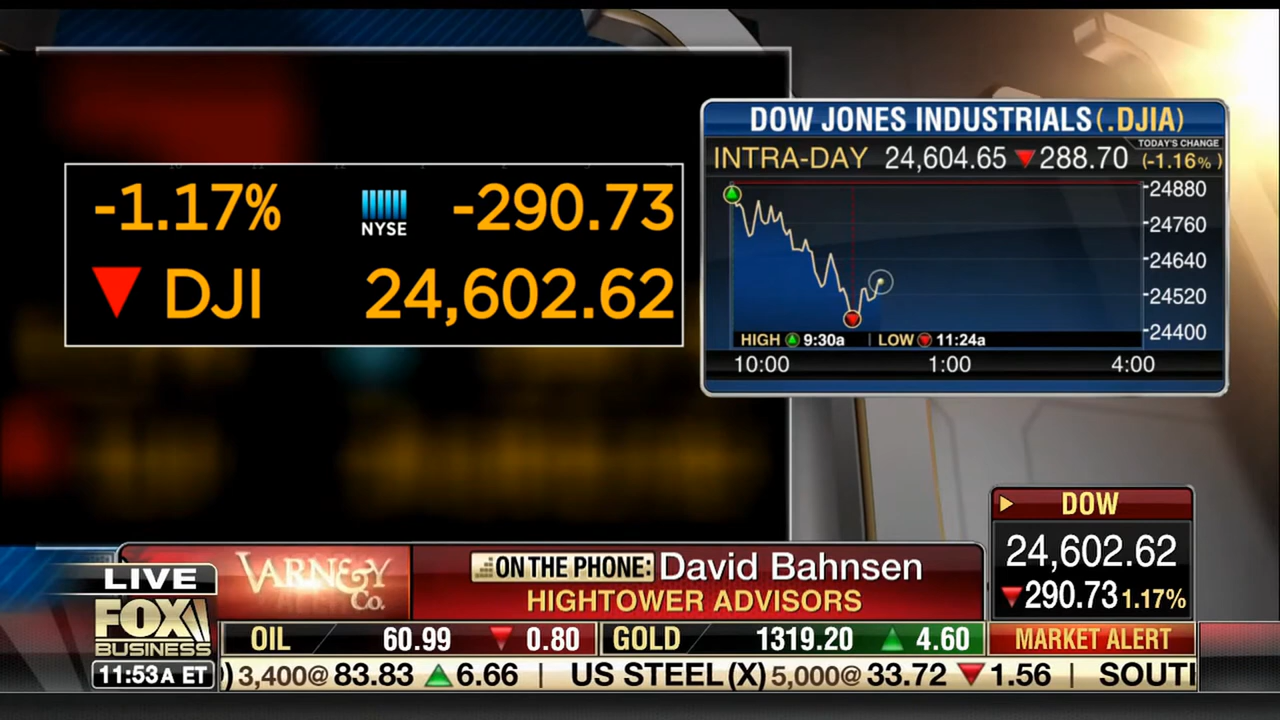 -1.17% NYSE -290.73
▼ DJI 24,602.62
DOW JONES INDUSTRIALS(.DJIA)
TODAY'S CHANGE
INTRA-DAY 24,604.65 ▼288.70 (-1.16%)
24880
24760
24640
24520
24400
HIGH 9:30a | LOW 11:24a
10:00 1:00 4:00
DOW
24,602.62
▼290.73 1.17%
MARKET ALERT
VARNEY & Co.
ON THE PHONE: David Bahnsen
HIGHTOWER ADVISORS
LIVE
FOX
BUSINESS
11:53A ET
OIL 60.99 ▼ 0.80 GOLD 1319.20 ▲ 4.60
) 3,400@ 83.83 ▲6.66 | US STEEL(X) 5,000@ 33.72 ▼1.56 |